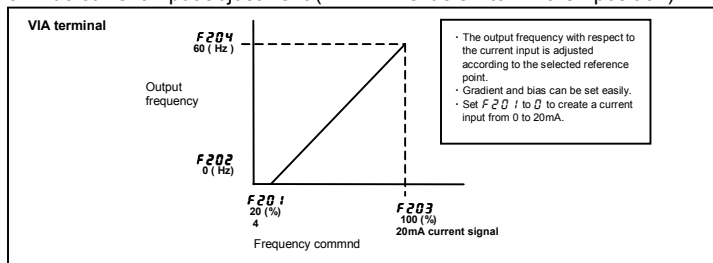 VIA terminal
F204
60 ( Hz)
Output
frequency
F202
0 ( Hz)
F201
20 (%)
4
F203
100 (%)
20mA current signal
Frequency commnd
· The output frequency with respect to
the current input is adjusted
according to the selected reference
point.
· Gradient and bias can be set easily.
· Set F201 to 0 to create a current
input from 0 to 20mA.